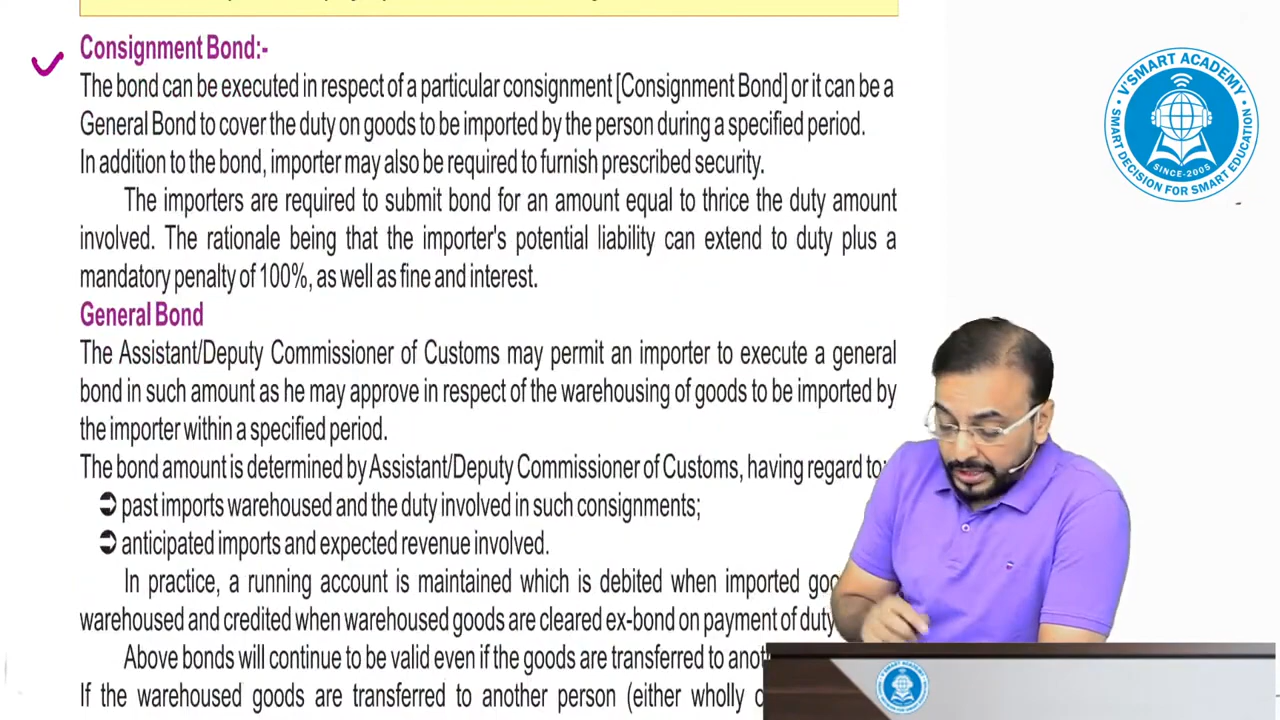 Consignment Bond:-
The bond can be executed in respect of a particular consignment [Consignment Bond] or it can be a
General Bond to cover the duty on goods to be imported by the person during a specified period.
In addition to the bond, importer may also be required to furnish prescribed security.
The importers are required to submit bond for an amount equal to thrice the duty amount
involved. The rationale being that the importer's potential liability can extend to duty plus a
mandatory penalty of 100%, as well as fine and interest.
General Bond
The Assistant/Deputy Commissioner of Customs may permit an importer to execute a general
bond in such amount as he may approve in respect of the warehousing of goods to be imported by
the importer within a specified period.
The bond amount is determined by Assistant/Deputy Commissioner of Customs, having regard to:
➲ past imports warehoused and the duty involved in such consignments;
➲ anticipated imports and expected revenue involved.
In practice, a running account is maintained which is debited when imported
warehoused and credited when warehoused goods are cleared ex-bond on payment of duty
Above bonds will continue to be valid even if the goods are transferred to
If the warehoused goods are transferred to another person (either wholly
V'SMART ACADEMY
SINCE-2005
SMART DECISION FOR SMART EDUCATION